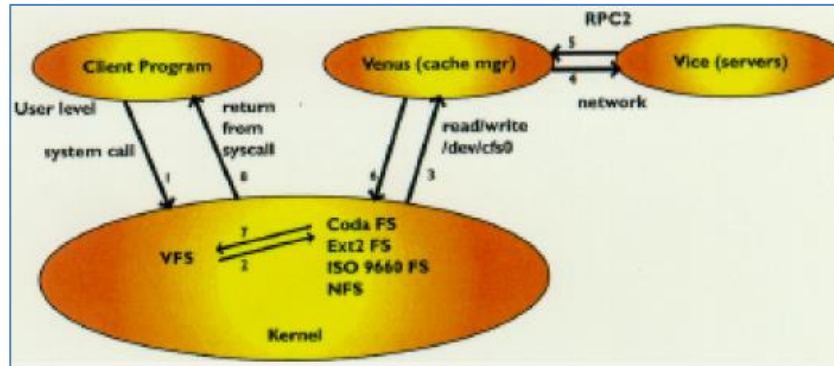 RPC2
Client Program
Venus (cache mgr)
5
4
Vice (servers)
network
User level
system call
1
return
from
syscall
8
6
3
read/write
/dev/cfs0
VFS
7
2
Coda FS
Ext2 FS
ISO 9660 FS
NFS
Kernel